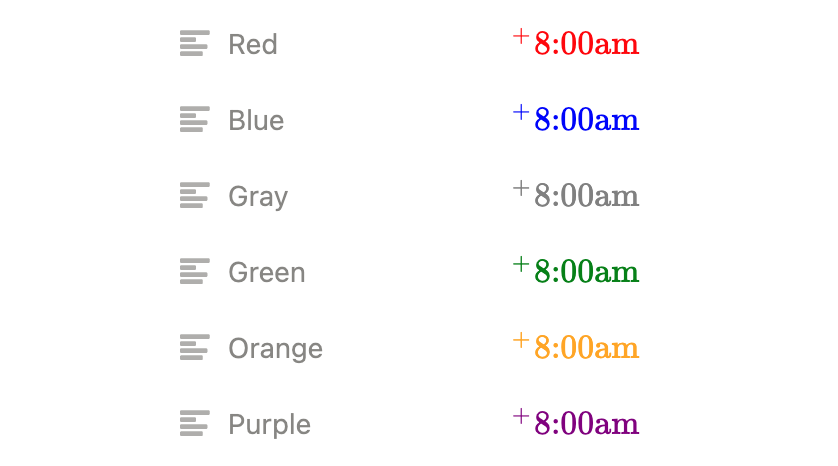 Red +8:00am
Blue +8:00am
Gray +8:00am
Green +8:00am
Orange +8:00am
Purple +8:00am